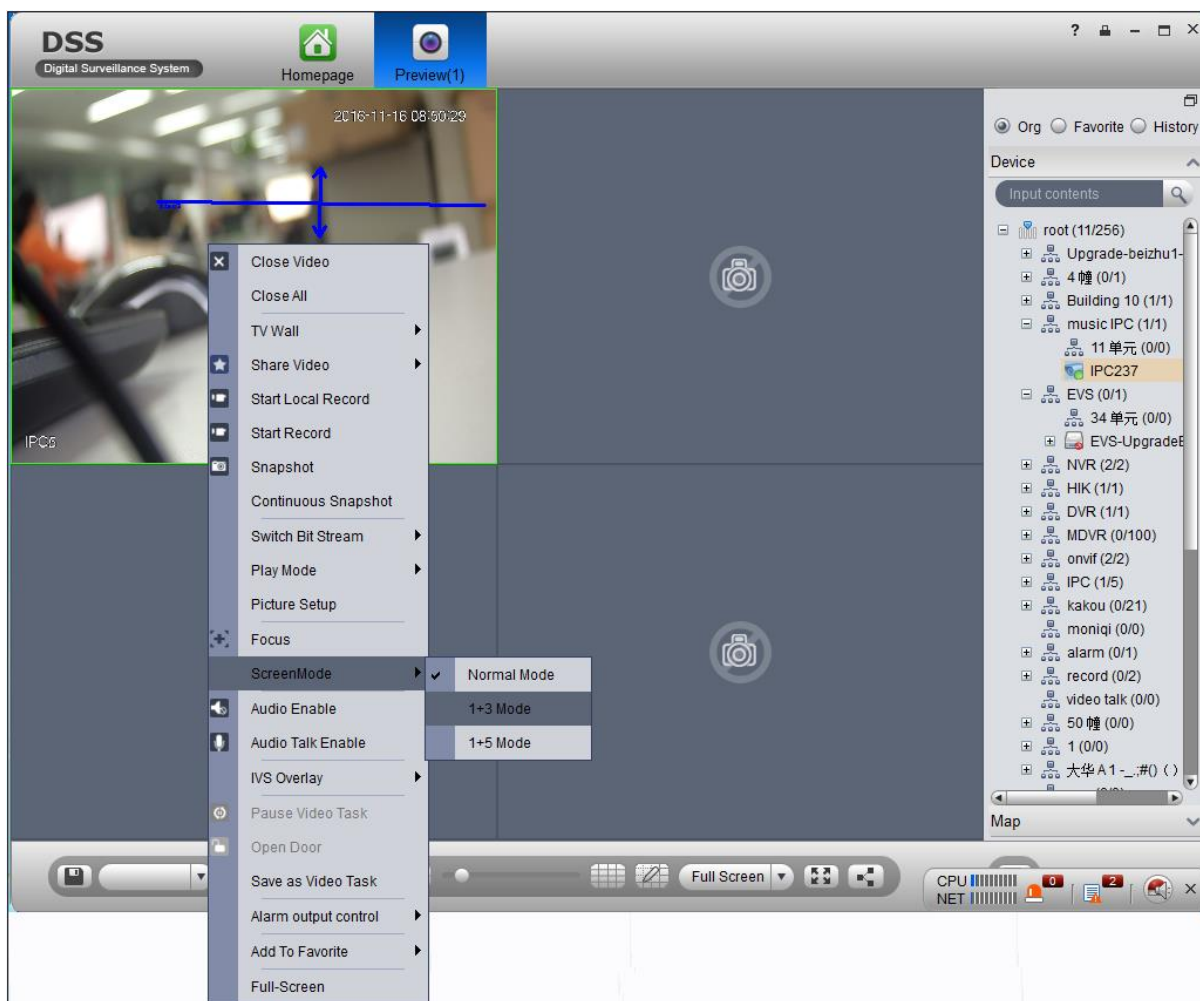 DSS
Digital Surveillance System
Homepage
Preview(1)
?
2016-11-16 08:50:29
IPC6
Close Video
Close All
TV Wall
Share Video
Start Local Record
Start Record
Snapshot
Continuous Snapshot
Switch Bit Stream
Play Mode
Picture Setup
Focus
ScreenMode
Normal Mode
1+3 Mode
1+5 Mode
Audio Enable
Audio Talk Enable
IVS Overlay
Pause Video Task
Open Door
Save as Video Task
Alarm output control
Add To Favorite
Full-Screen
Org Favorite History
Device
Input contents
root (11/256)
Upgrade-beizhu1-
4幢 (0/1)
Building 10 (1/1)
music IPC (1/1)
11单元 (0/0)
IPC237
EVS (0/1)
34单元 (0/0)
EVS-UpgradeE
NVR (2/2)
HIK (1/1)
DVR (1/1)
MDVR (0/100)
onvif (2/2)
IPC (1/5)
kakou (0/21)
moniqi (0/0)
alarm (0/1)
record (0/2)
video talk (0/0)
50幢 (0/0)
1 (0/0)
大华A1-_.;#()()
Map
Full Screen
CPU
NET
0
2